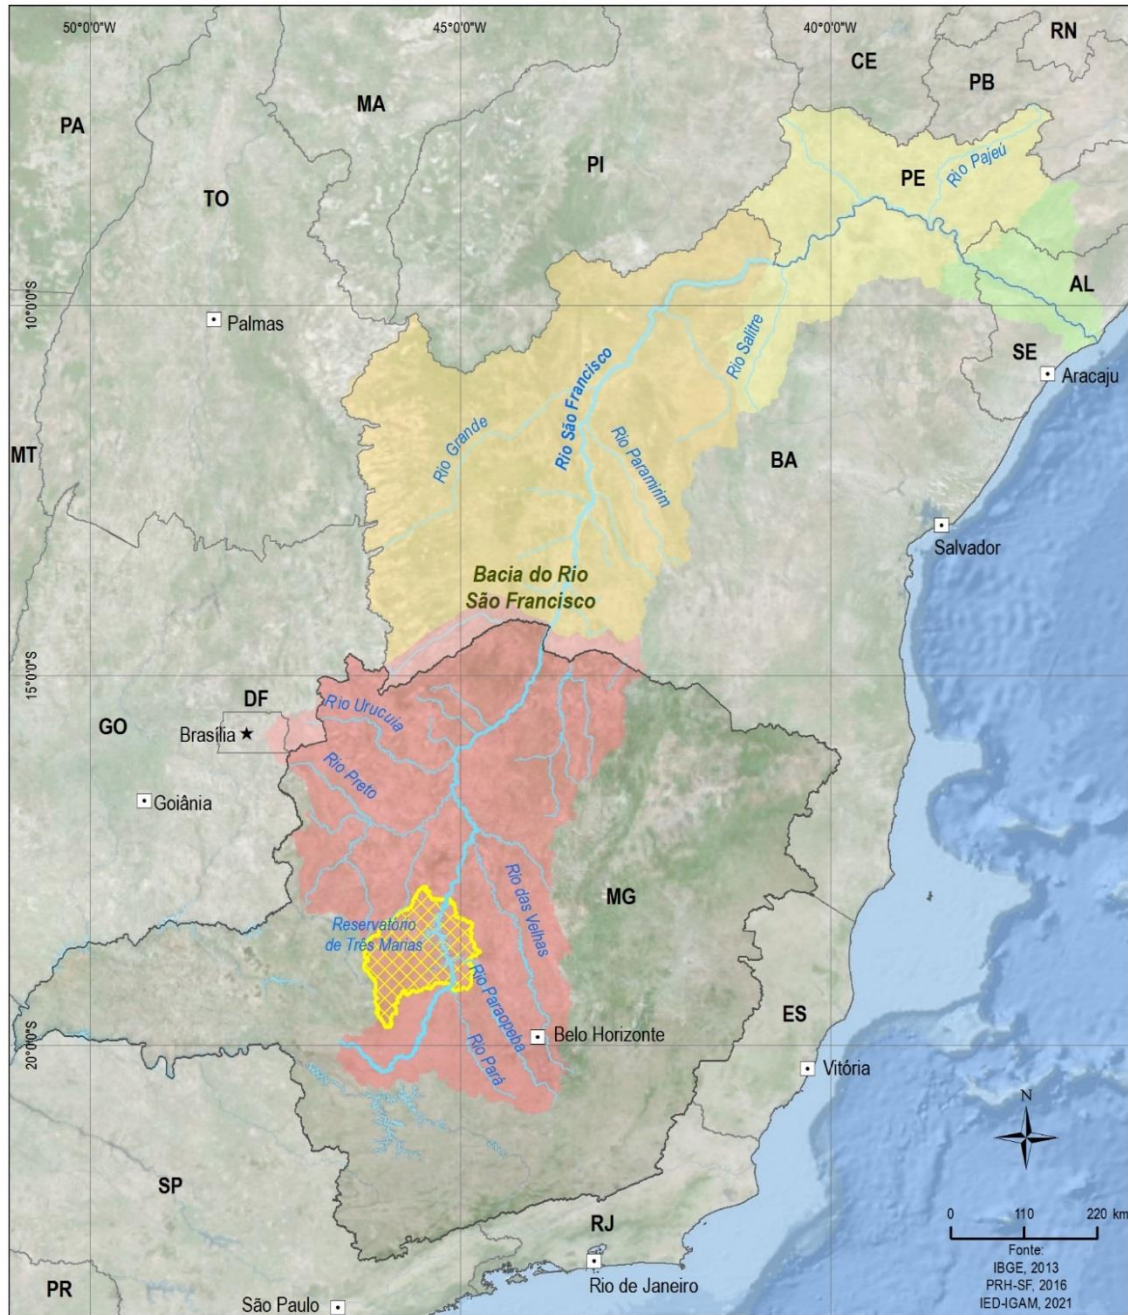 50°0'0"W
45°0'0"W
40°0'0"W
RN
CE
PB
MA
PA
PI
PE
Rio Pajeú
TO
10°0'0"S
AL
Palmas
Rio Salitre
SE
Aracaju
Rio São Francisco
Rio Grande
Rio Paramirim
MT
BA
Salvador
Bacia do Rio
São Francisco
15°0'0"S
DF
Rio Urucuia
GO
Brasília
Rio Preto
Goiânia
Rio das Velhas
MG
Reservatório
de Três Marias
Rio Paraopeba
ES
20°0'0"S
Belo Horizonte
Rio Pará
Vitória
N
SP
0 110 220 km
RJ
Fonte:
IBGE, 2013
PRH-SF, 2016
IED-IGAM, 2021
Rio de Janeiro
PR
São Paulo